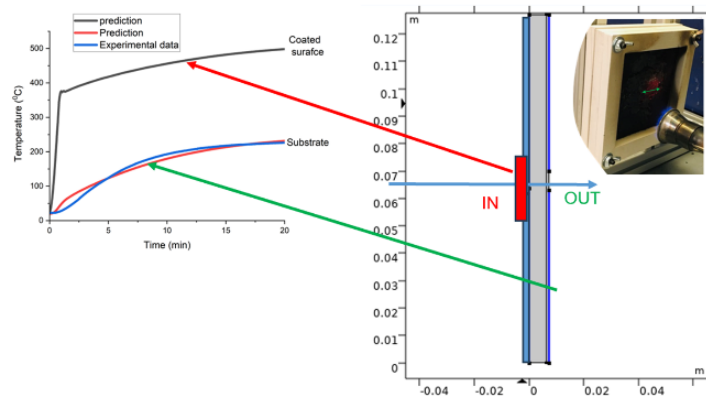 prediction
Prediction
Experimental data
Coated
surafce
Substrate
Temperature (⁰C)
500
400
300
200
100
0
0
5
10
15
20
Time (min)
m
0.12
0.11
0.1
0.09
0.08
0.07
0.06
0.05
0.04
0.03
0.02
0.01
0
IN
OUT
m
-0.04
-0.02
0
0.02
0.04